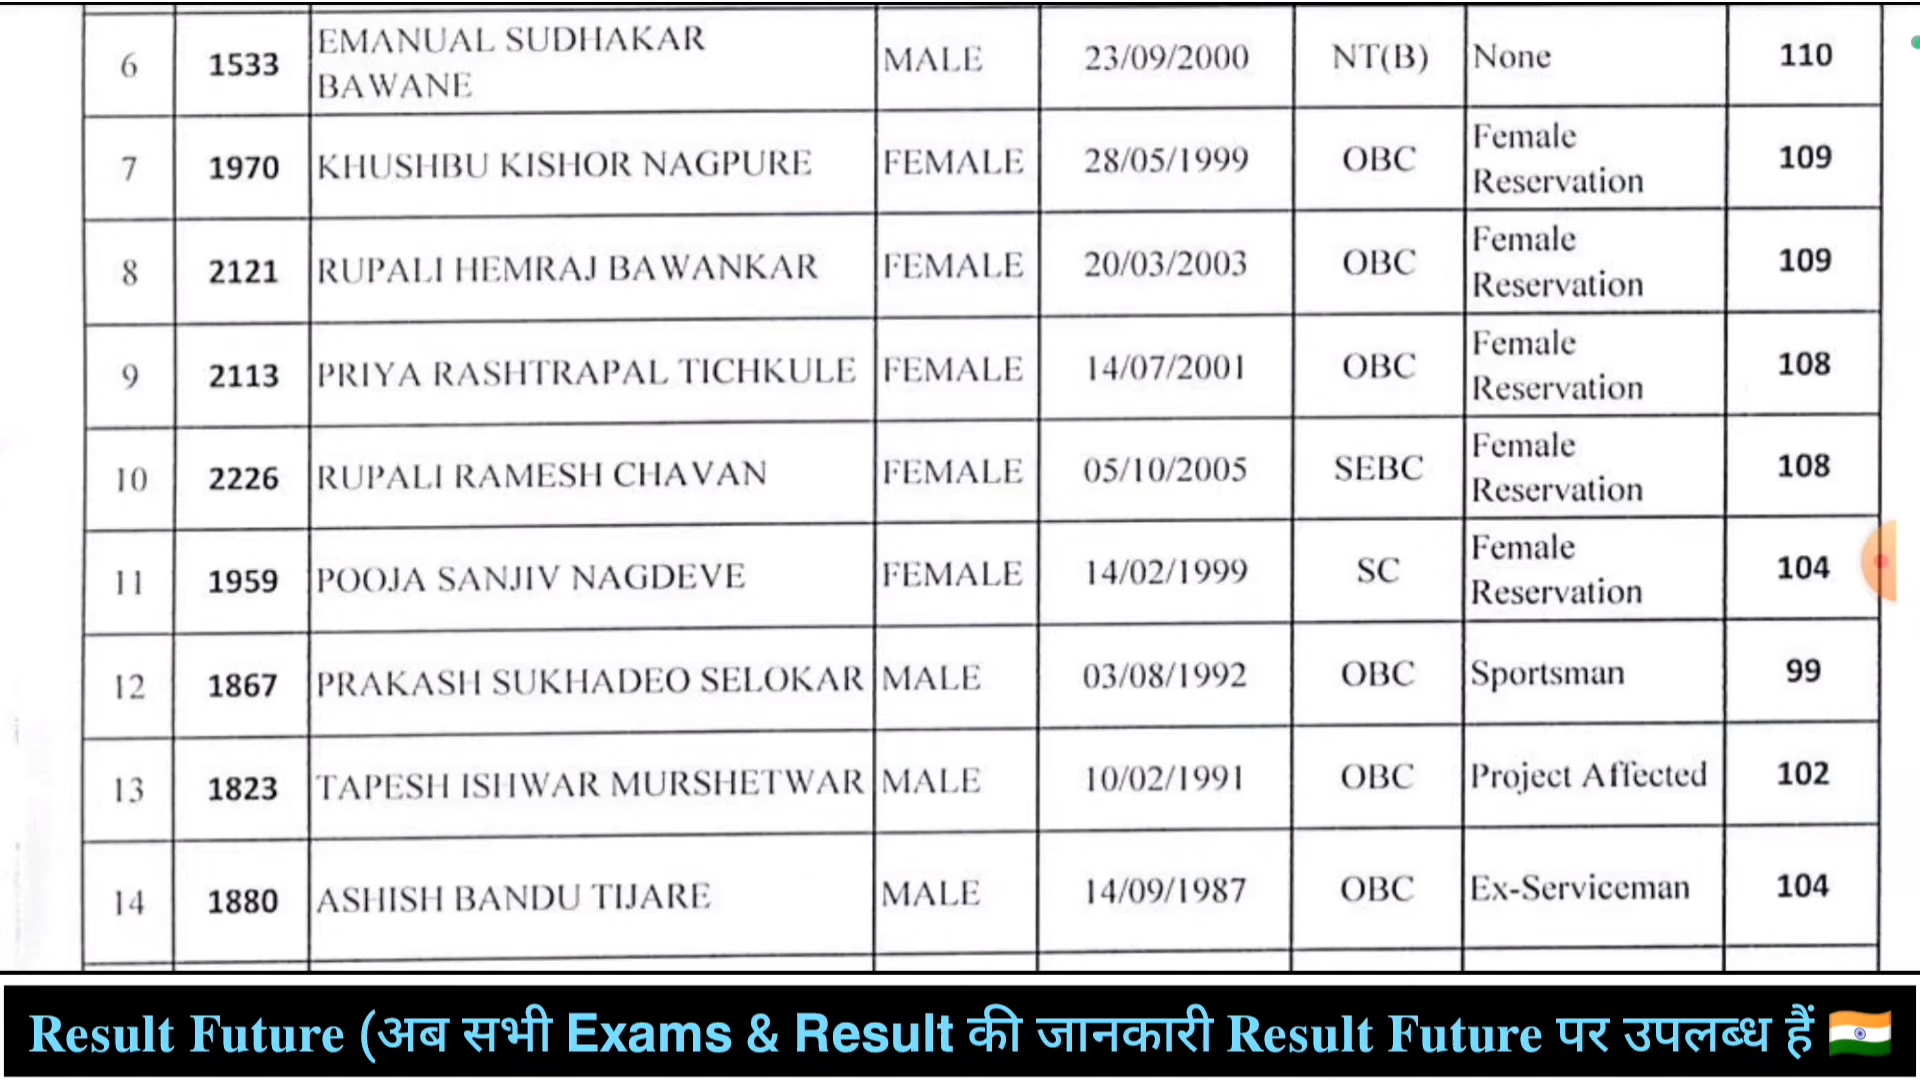 6 1533 EMANUAL SUDHAKAR BAWANE MALE 23/09/2000 NT(B) None 110
7 1970 KHUSHBU KISHOR NAGPURE FEMALE 28/05/1999 OBC Female Reservation 109
8 2121 RUPALI HEMRAJ BAWANKAR FEMALE 20/03/2003 OBC Female Reservation 109
9 2113 PRIYA RASHTRAPAL TICHKULE FEMALE 14/07/2001 OBC Female Reservation 108
10 2226 RUPALI RAMESH CHAVAN FEMALE 05/10/2005 SEBC Female Reservation 108
11 1959 POOJA SANJIV NAGDEVE FEMALE 14/02/1999 SC Female Reservation 104
12 1867 PRAKASH SUKHADEO SELOKAR MALE 03/08/1992 OBC Sportsman 99
13 1823 TAPESH ISHWAR MURSHETWAR MALE 10/02/1991 OBC Project Affected 102
14 1880 ASHISH BANDU TIJARE MALE 14/09/1987 OBC Ex-Serviceman 104
Result Future (अब सभी Exams & Result की जानकारी Result Future पर उपलब्ध हैं